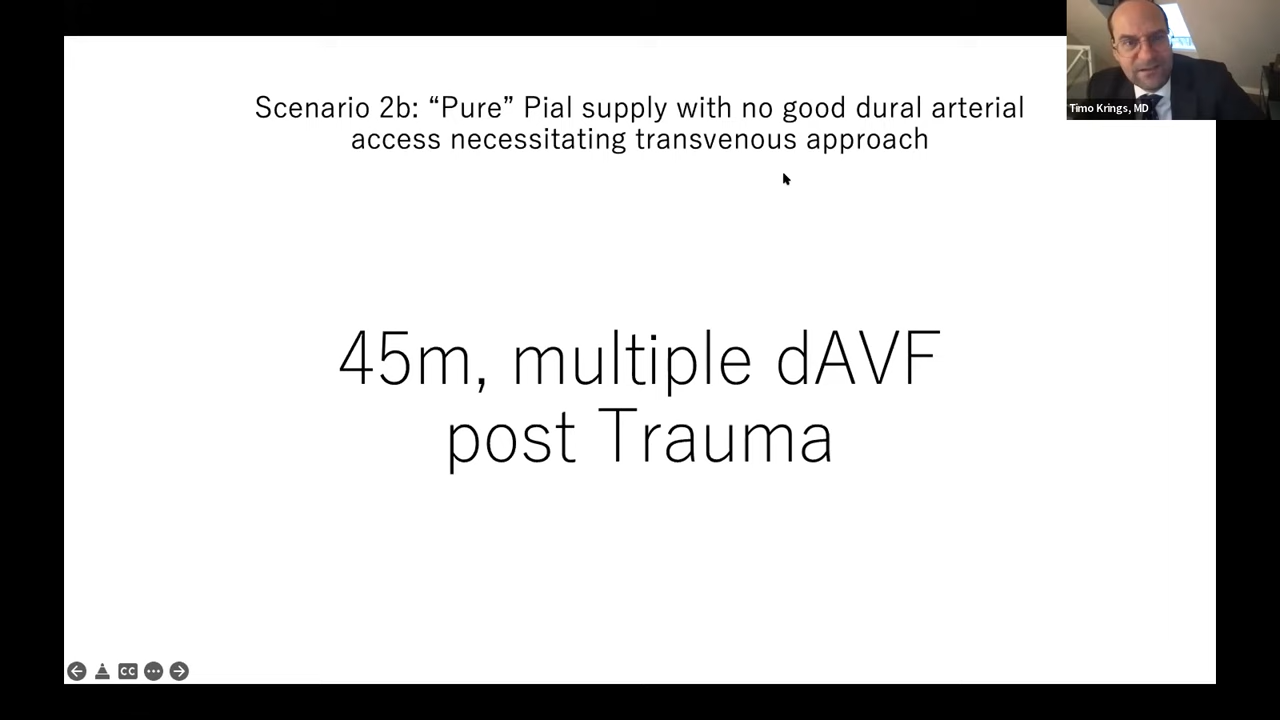 Scenario 2b: “Pure” Pial supply with no good dural arterial
access necessitating transvenous approach
Timo Krings, MD
45m, multiple dAVF
post Trauma
CC